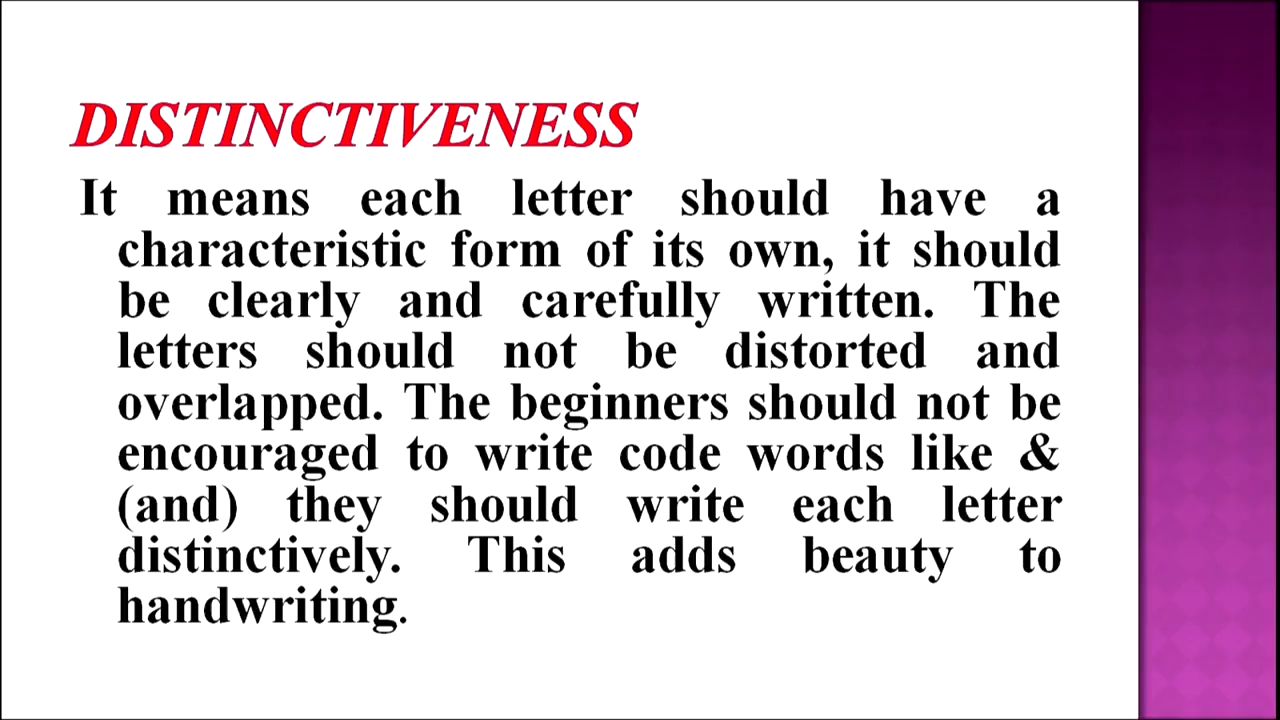 DISTINCTIVENESS
It means each letter should have a
characteristic form of its own, it should
be clearly and carefully written. The
letters should not be distorted and
overlapped. The beginners should not be
encouraged to write code words like &
(and) they should write each letter
distinctively. This adds beauty to
handwriting.